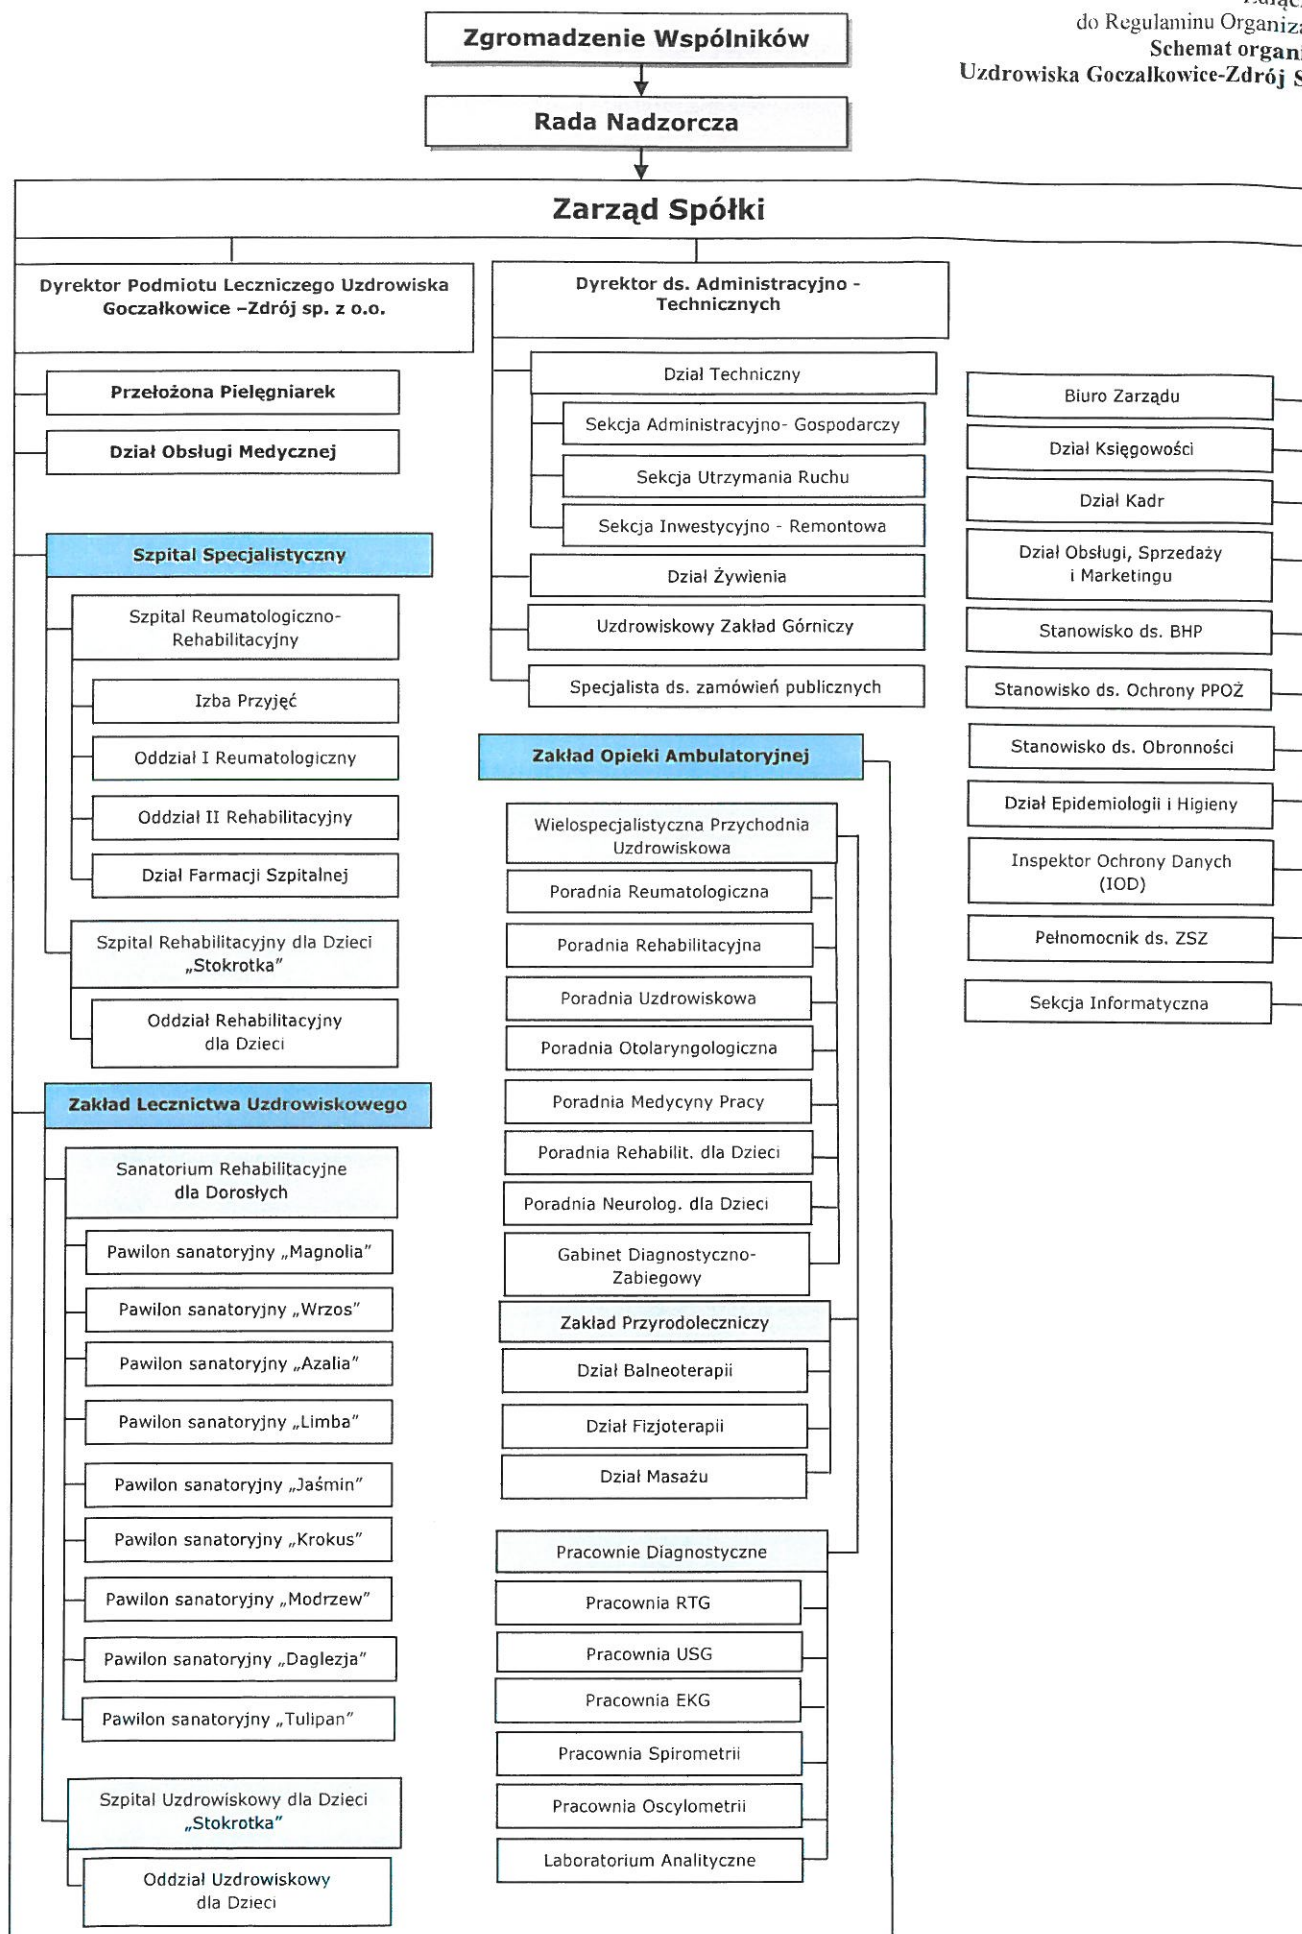 do Regulaminu
Schemat
Uzdrowiska Goczałkowice-Zdrój
Zgromadzenie Wspólników
Rada Nadzorcza
Zarząd Spółki
Dyrektor Podmiotu Leczniczego Uzdrowiska
Goczałkowice –Zdrój sp. z o.o.
Przełożona Pielęgniarek
Dział Obsługi Medycznej
Szpital Specjalistyczny
Szpital Reumatologiczno-
Rehabilitacyjny
Izba Przyjęć
Oddział I Reumatologiczny
Oddział II Rehabilitacyjny
Dział Farmacji Szpitalnej
Szpital Rehabilitacyjny dla Dzieci
„Stokrotka”
Oddział Rehabilitacyjny
dla Dzieci
Zakład Lecznictwa Uzdrowiskowego
Sanatorium Rehabilitacyjne
dla Dorosłych
Pawilon sanatoryjny „Magnolia”
Pawilon sanatoryjny „Wrzos”
Pawilon sanatoryjny „Azalia”
Pawilon sanatoryjny „Limba”
Pawilon sanatoryjny „Jaśmin”
Pawilon sanatoryjny „Krokus”
Pawilon sanatoryjny „Modrzew”
Pawilon sanatoryjny „Daglezja”
Pawilon sanatoryjny „Tulipan”
Szpital Uzdrowiskowy dla Dzieci
„Stokrotka”
Oddział Uzdrowiskowy
dla Dzieci
Dyrektor ds. Administracyjno -
Technicznych
Dział Techniczny
Sekcja Administracyjno- Gospodarczy
Sekcja Utrzymania Ruchu
Sekcja Inwestycyjno - Remontowa
Dział Żywienia
Uzdrowiskowy Zakład Górniczy
Specjalista ds. zamówień publicznych
Zakład Opieki Ambulatoryjnej
Wielospecjalistyczna Przychodnia
Uzdrowiskowa
Poradnia Reumatologiczna
Poradnia Rehabilitacyjna
Poradnia Uzdrowiskowa
Poradnia Otolaryngologiczna
Poradnia Medycyny Pracy
Poradnia Rehabilit. dla Dzieci
Poradnia Neurolog. dla Dzieci
Gabinet Diagnostyczno-
Zabiegowy
Zakład Przyrodoleczniczy
Dział Balneoterapii
Dział Fizjoterapii
Dział Masażu
Pracownie Diagnostyczne
Pracownia RTG
Pracownia USG
Pracownia EKG
Pracownia Spirometrii
Pracownia Oscylometrii
Laboratorium Analityczne
Biuro Zarządu
Dział Księgowości
Dział Kadr
Dział Obsługi, Sprzedaży
i Marketingu
Stanowisko ds. BHP
Stanowisko ds. Ochrony PPOŻ
Stanowisko ds. Obronności
Dział Epidemiologii i Higieny
Inspektor Ochrony Danych
(IOD)
Pełnomocnik ds. ZSZ
Sekcja Informatyczna